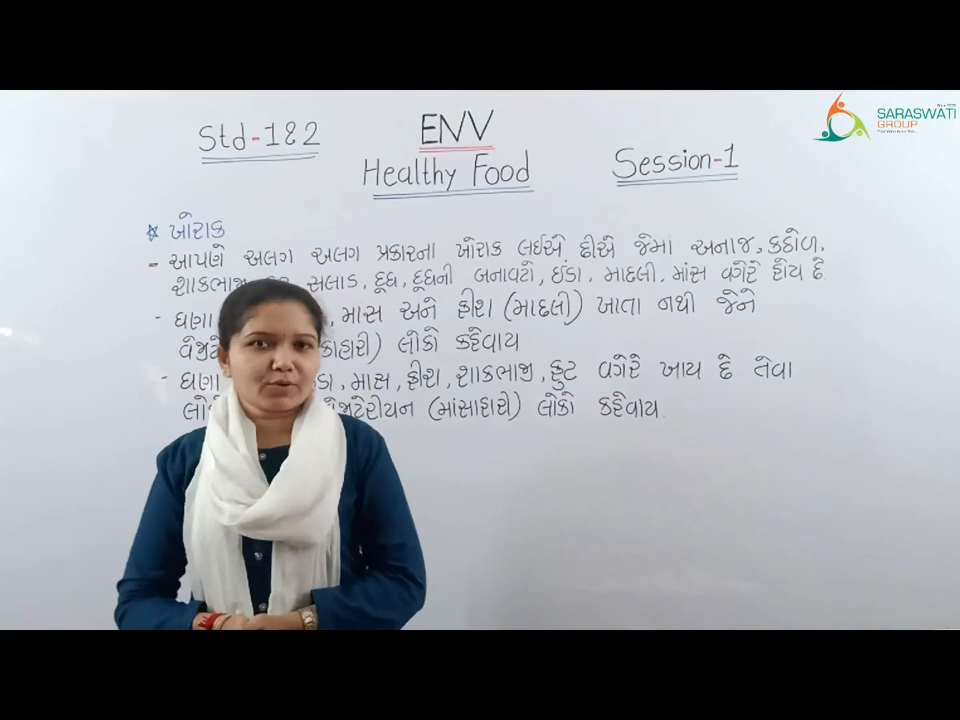 SARASWATI
GROUP
Std-1&2
ENV
Healthy Food
Session-1
ખોરાક
- આપણે અલગ અલગ પ્રકારના ખોરાક લઈએ છીએ જેમા અનાજ, કઠોળ,
શાકભાજી સલાડ, દૂધ, દૂધની બનાવટો, ઈંડા, માછલી, માંસ વગેરે હોય છે
- ઘણા , માસ અને ફીશ (માછલી) ખાતા નથી જેને
લોકો કહેવાય
- ઘણા , માસ, ફીશ, શાકભાજી, ફ્રુટ વગેરે ખાય છે તેવા
(માંસાહારી) લોકો કહેવાય.